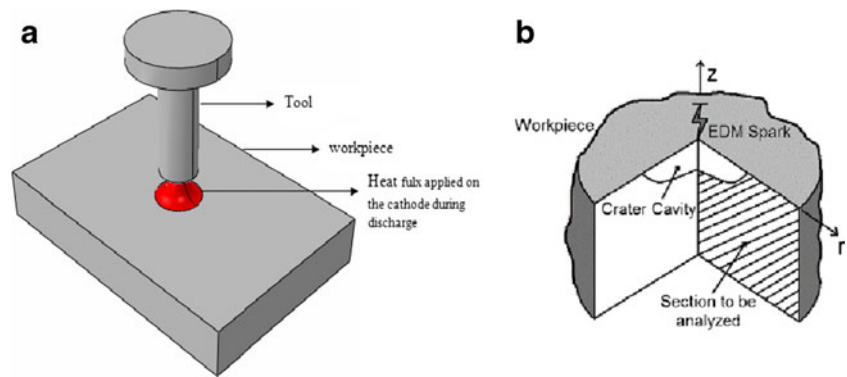 a
Tool
workpiece
Heat fulx applied on
the cathode during
discharge
b
z
Workpiece
EDM Spark
Crater Cavity
r
Section to be
analyzed